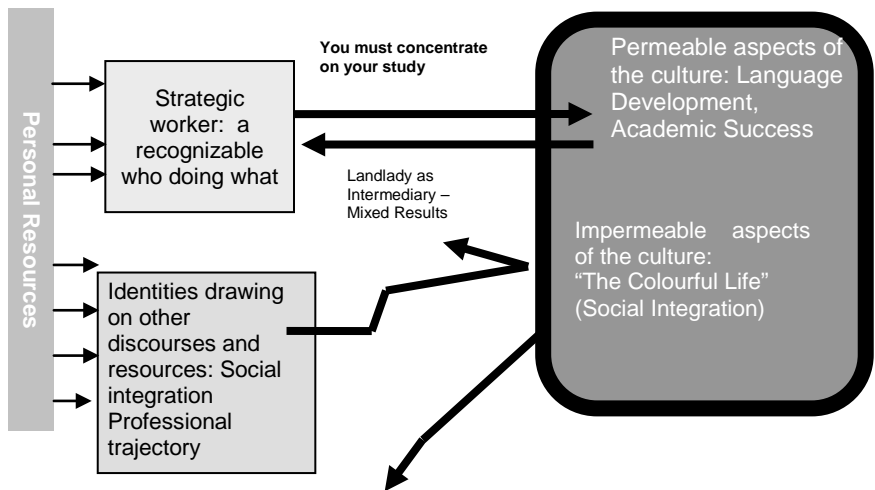 Personal Resources
Strategic
worker: a
recognizable
who doing what
You must concentrate
on your study
Landlady as
Intermediary –
Mixed Results
Identities drawing
on other
discourses and
resources: Social
integration
Professional
trajectory
Permeable aspects of
the culture: Language
Development,
Academic Success
Impermeable aspects
of the culture:
“The Colourful Life”
(Social Integration)